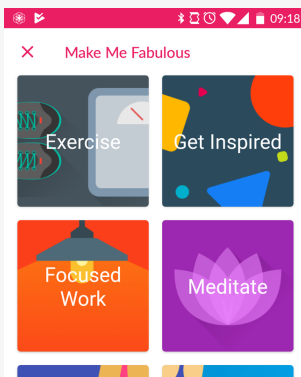 09:18
Make Me Fabulous
Exercise
Get Inspired
Focused
Work
Meditate